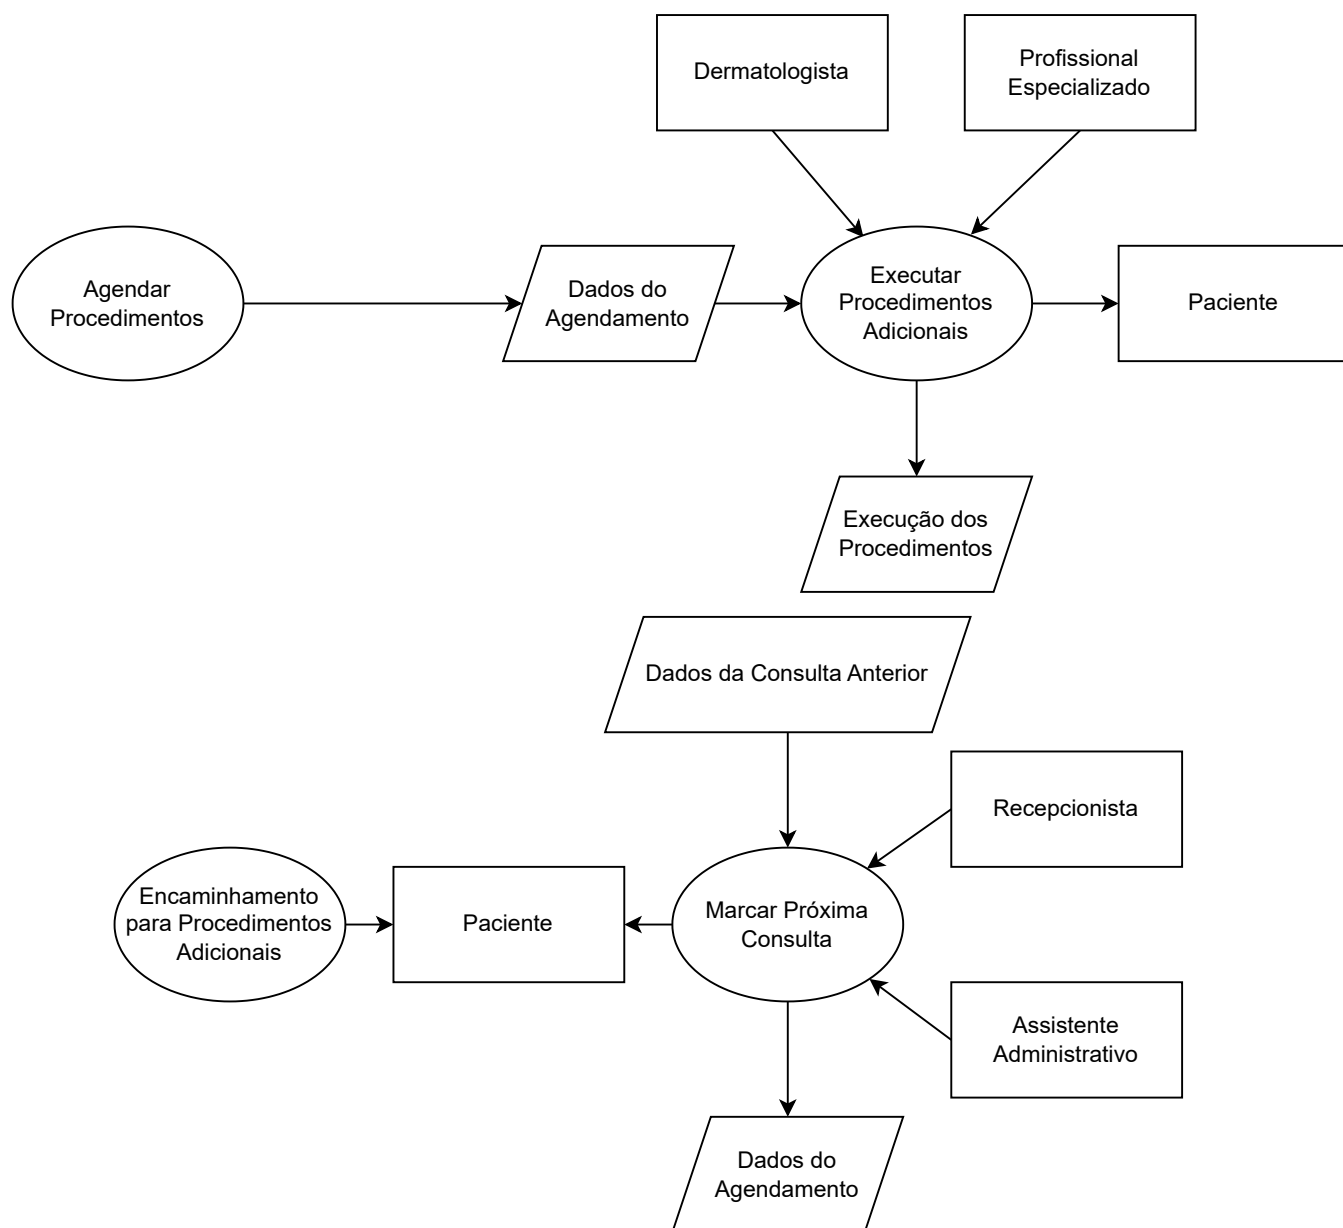 Dermatologista
Profissional
Especializado
Agendar
Procedimentos
Dados do
Agendamento
Executar
Procedimentos
Adicionais
Paciente
Execução dos
Procedimentos
Dados da Consulta Anterior
Recepcionista
Encaminhamento
para Procedimentos
Adicionais
Paciente
Marcar Próxima
Consulta
Assistente
Administrativo
Dados do
Agendamento